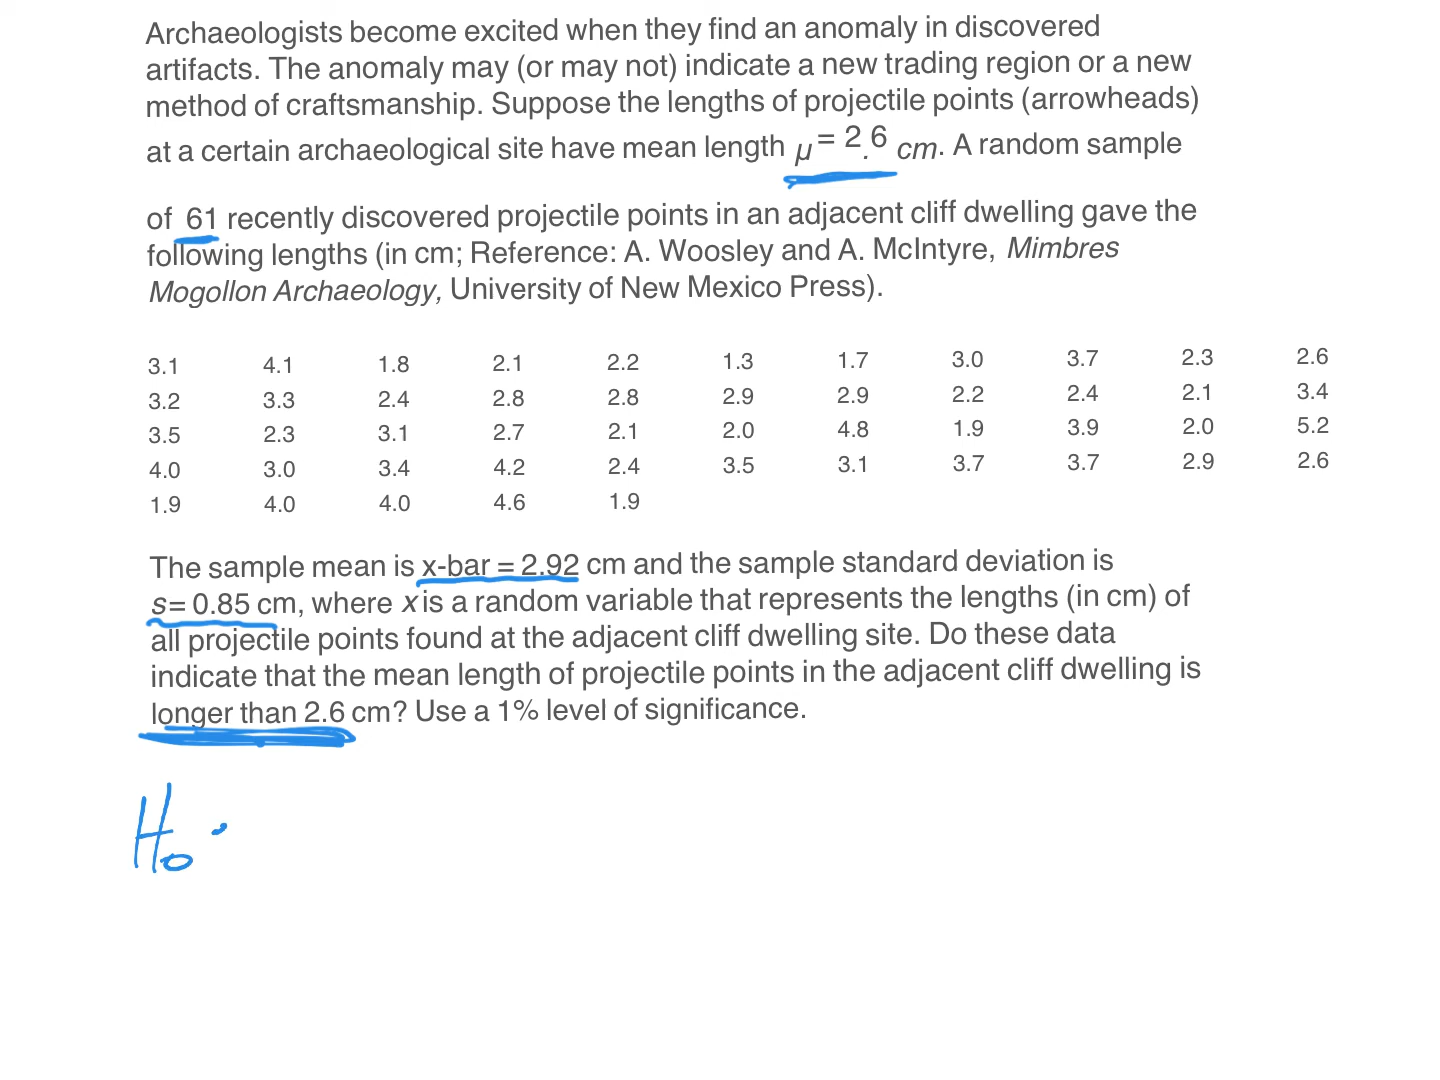 Archaeologists become excited when they find an anomaly in discovered
artifacts. The anomaly may (or may not) indicate a new trading region or a new
method of craftsmanship. Suppose the lengths of projectile points (arrowheads)
at a certain archaeological site have mean length μ = 2.6 cm. A random sample
of 61 recently discovered projectile points in an adjacent cliff dwelling gave the
following lengths (in cm; Reference: A. Woosley and A. McIntyre, Mimbres
Mogollon Archaeology, University of New Mexico Press).
3.1 4.1 1.8 2.1 2.2 1.3 1.7 3.0 3.7 2.3 2.6
3.2 3.3 2.4 2.8 2.8 2.9 2.9 2.2 2.4 2.1 3.4
3.5 2.3 3.1 2.7 2.1 2.0 4.8 1.9 3.9 2.0 5.2
4.0 3.0 3.4 4.2 2.4 3.5 3.1 3.7 3.7 2.9 2.6
1.9 4.0 4.0 4.6 1.9
The sample mean is x-bar = 2.92 cm and the sample standard deviation is
s= 0.85 cm, where x is a random variable that represents the lengths (in cm) of
all projectile points found at the adjacent cliff dwelling site. Do these data
indicate that the mean length of projectile points in the adjacent cliff dwelling is
longer than 2.6 cm? Use a 1% level of significance.
H₀ .